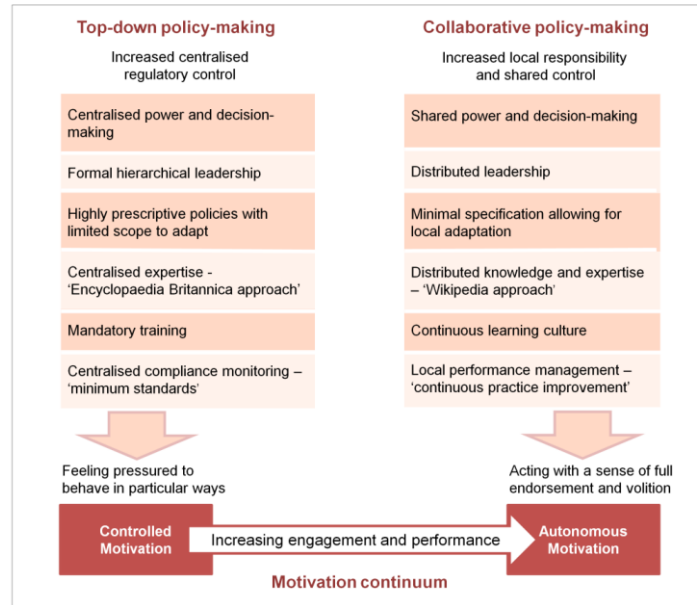 Top-down policy-making
Increased centralised
regulatory control
Centralised power and decision-
making
Formal hierarchical leadership
Highly prescriptive policies with
limited scope to adapt
Centralised expertise -
‘Encyclopaedia Britannica approach’
Mandatory training
Centralised compliance monitoring –
‘minimum standards’
Feeling pressured to
behave in particular ways
Collaborative policy-making
Increased local responsibility
and shared control
Shared power and decision-making
Distributed leadership
Minimal specification allowing for
local adaptation
Distributed knowledge and expertise
– ‘Wikipedia approach’
Continuous learning culture
Local performance management –
‘continuous practice improvement’
Acting with a sense of full
endorsement and volition
Controlled
Motivation
Increasing engagement and performance
Autonomous
Motivation
Motivation continuum